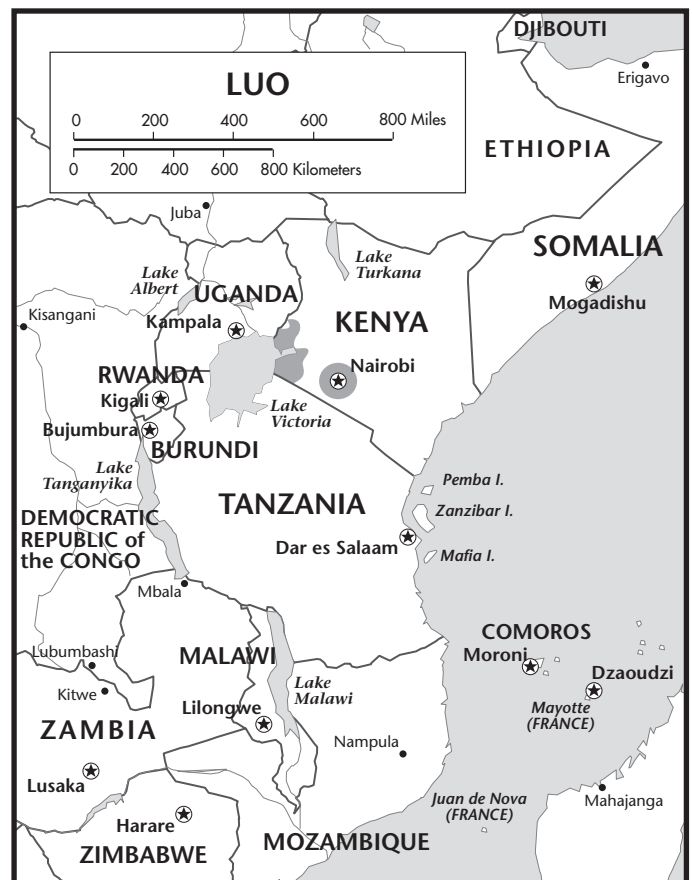 DJIBOUTI
Erigavo
LUO
0 200 400 600 800 Miles
0 200 400 600 800 Kilometers
ETHIOPIA
Juba
SOMALIA
Mogadishu
Lake
Turkana
Lake
Albert
UGANDA
Kampala
KENYA
Kisangani
Nairobi
RWANDA
Kigali
Lake
Victoria
Bujumbura
BURUNDI
Lake
Tanganyika
TANZANIA
Pemba I.
Zanzibar I.
DEMOCRATIC
REPUBLIC of
the CONGO
Dar es Salaam
Mafia I.
Mbala
COMOROS
Moroni
Dzaoudzi
Mayotte
(FRANCE)
Lubumbashi
MALAWI
Kitwe
Lake
Malawi
Lilongwe
ZAMBIA
Nampula
Lusaka
Juan de Nova
(FRANCE)
Mahajanga
Harare
ZIMBABWE
MOZAMBIQUE